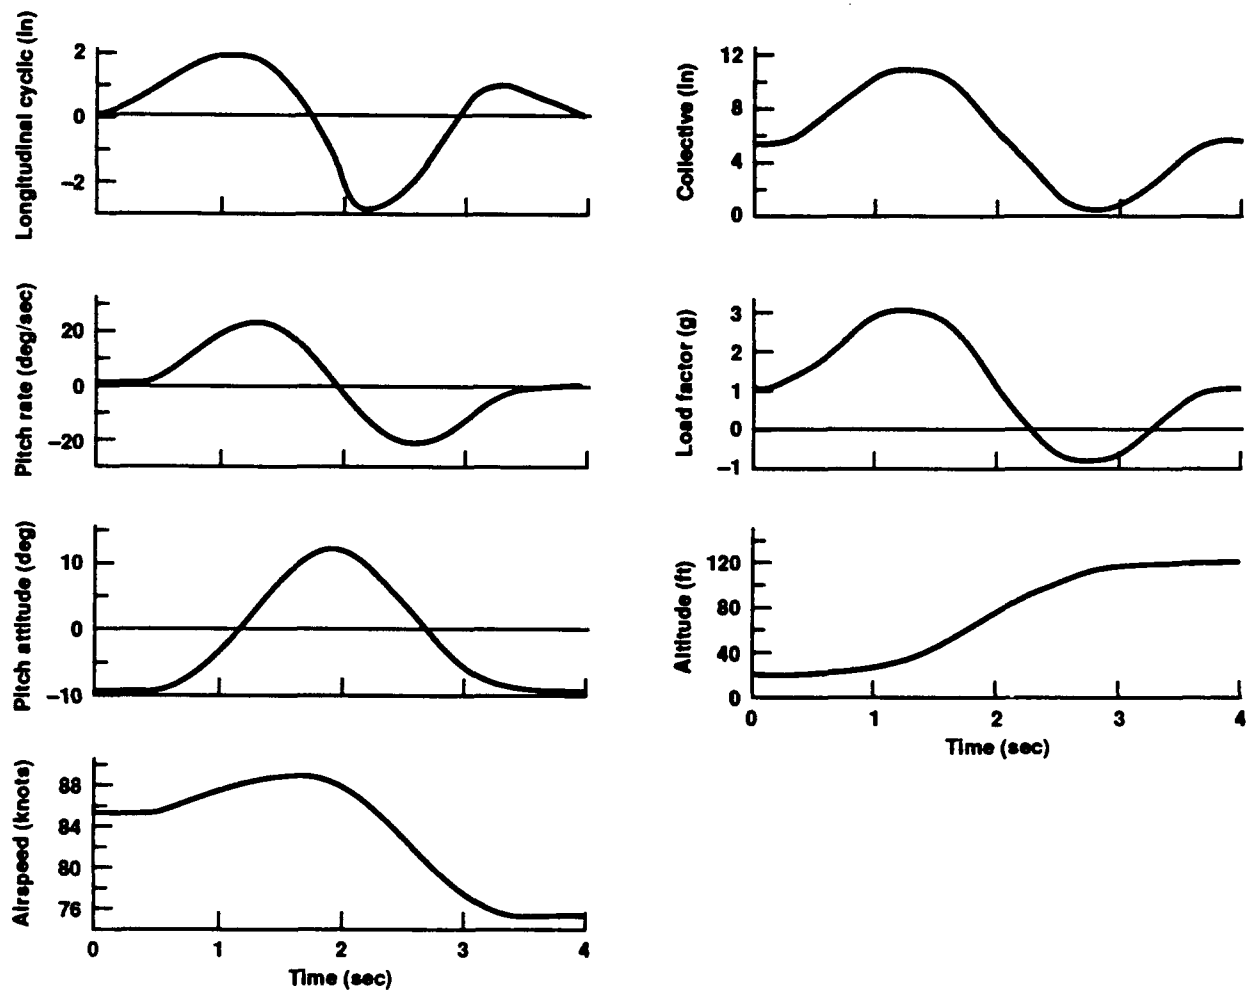 Longitudinal cyclic (in)
2
0
−2
Pitch rate (deg/sec)
20
0
−20
Pitch attitude (deg)
10
0
−10
Airspeed (knots)
88
84
80
76
0 1 2 3 4
Time (sec)
Collective (in)
12
8
4
0
Load factor (g)
3
2
1
0
−1
Altitude (ft)
120
80
40
0
0 1 2 3 4
Time (sec)